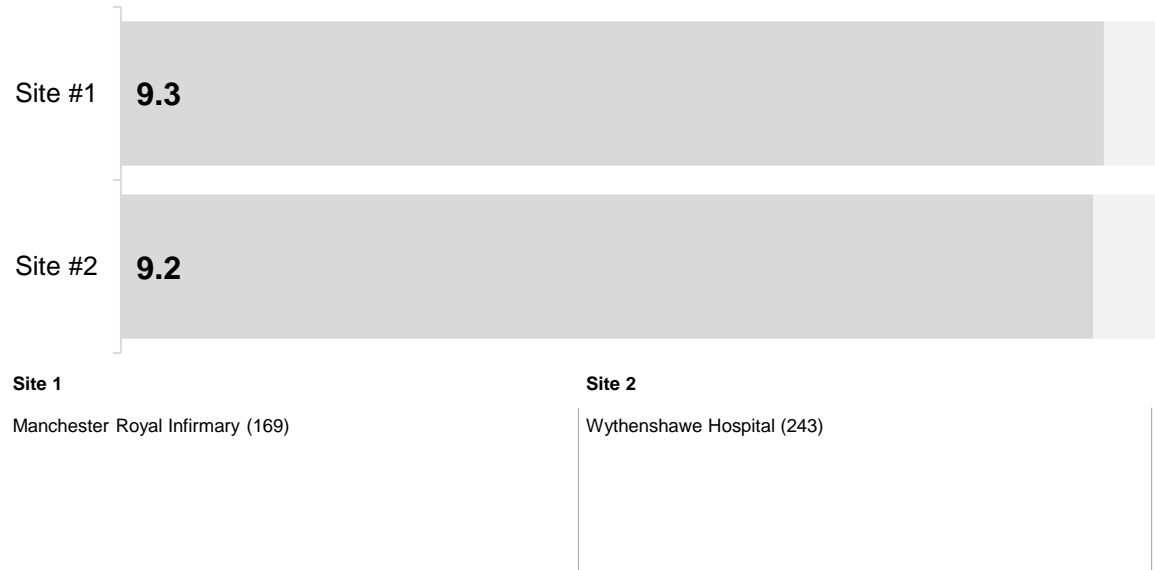 Site #1 9.3
Site #2 9.2
Site 1 Site 2
Manchester Royal Infirmary (169) Wythenshawe Hospital (243)